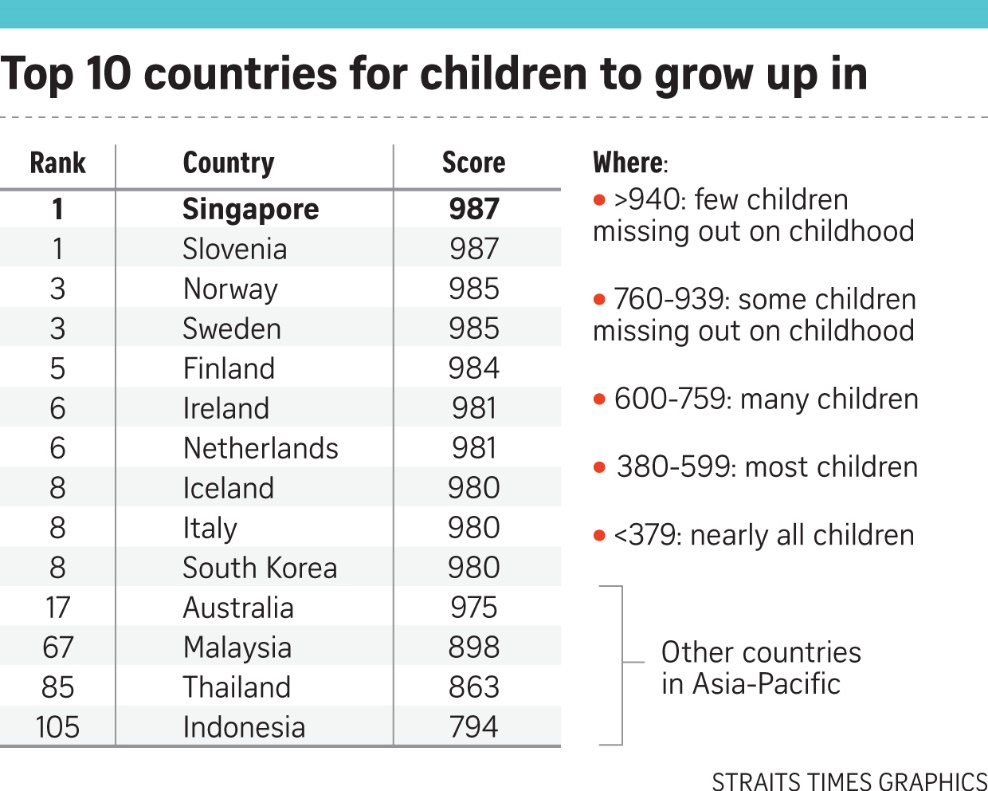 Top 10 countries for children to grow up in
Rank Country Score
1 Singapore 987
1 Slovenia 987
3 Norway 985
3 Sweden 985
5 Finland 984
6 Ireland 981
6 Netherlands 981
8 Iceland 980
8 Italy 980
8 South Korea 980
17 Australia 975
67 Malaysia 898
85 Thailand 863
105 Indonesia 794
Where:
• >940: few children
missing out on childhood
• 760-939: some children
missing out on childhood
• 600-759: many children
• 380-599: most children
• <379: nearly all children
Other countries
in Asia-Pacific
STRAITS TIMES GRAPHICS